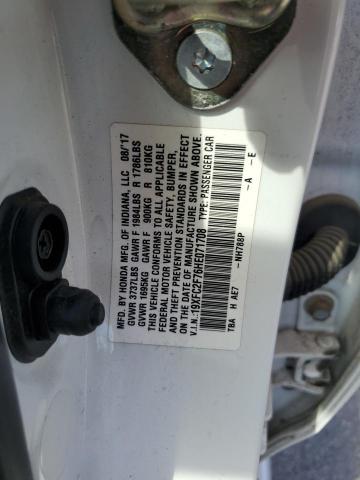 MFD. BY HONDA MFG. OF INDIANA, LLC 08/17
GVWR 3737LBS GAWR F 1984LBS R 1786LBS
GVWR 1695KG GAWR F 900KG R 810KG
THIS VEHICLE CONFORMS TO ALL APPLICABLE
FEDERAL MOTOR VEHICLE SAFETY, BUMPER,
AND THEFT PREVENTION STANDARDS IN EFFECT
ON THE DATE OF MANUFACTURE SHOWN ABOVE.
V.I.N.:19XFC2F76HE071708 TYPE: PASSENGER CAR
-NH788P -A -E
TBA H AE7